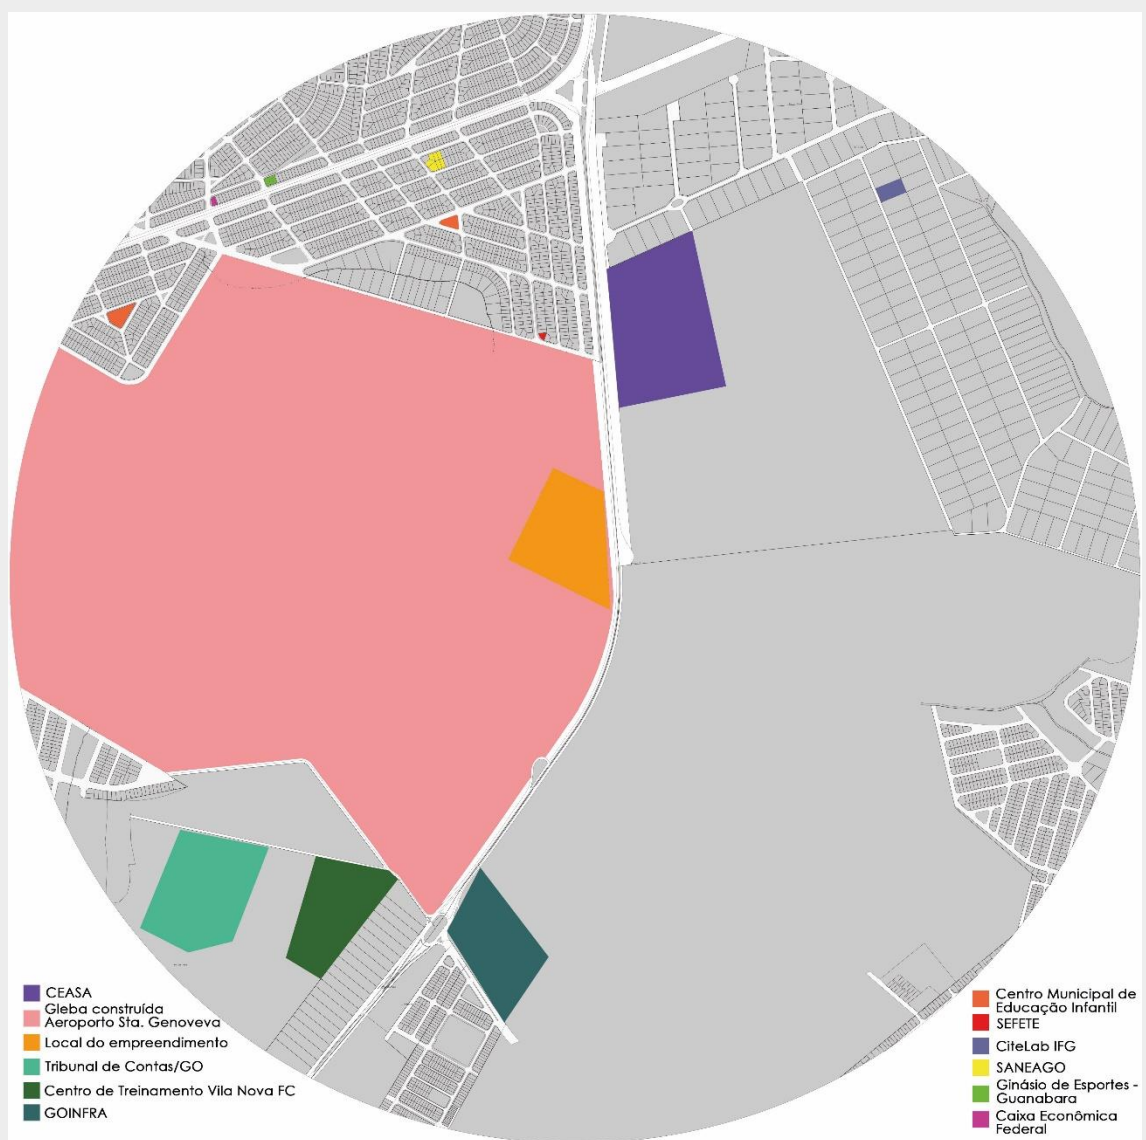 CEASA
Gleba construída
Aeroporto Sta. Genoveva
Local do empreendimento
Tribunal de Contas/GO
Centro de Treinamento Vila Nova FC
GOINFRA
Centro Municipal de
Educação Infantil
SEFETE
CiteLab IFG
SANEAGO
Ginásio de Esportes -
Guanabara
Caixa Econômica
Federal